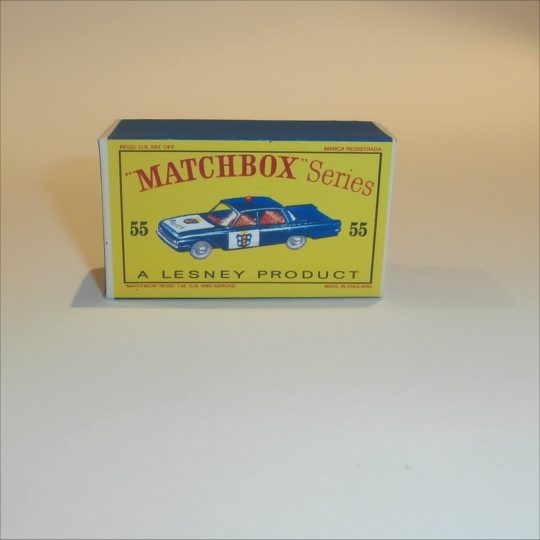 REGD. U.S. PAT. OFF. MARCA REGISTRADA
"MATCHBOX" Series
55 55
A LESNEY PRODUCT
"MATCHBOX" REGD. T.M. G.B. AND ABROAD MADE IN ENGLAND